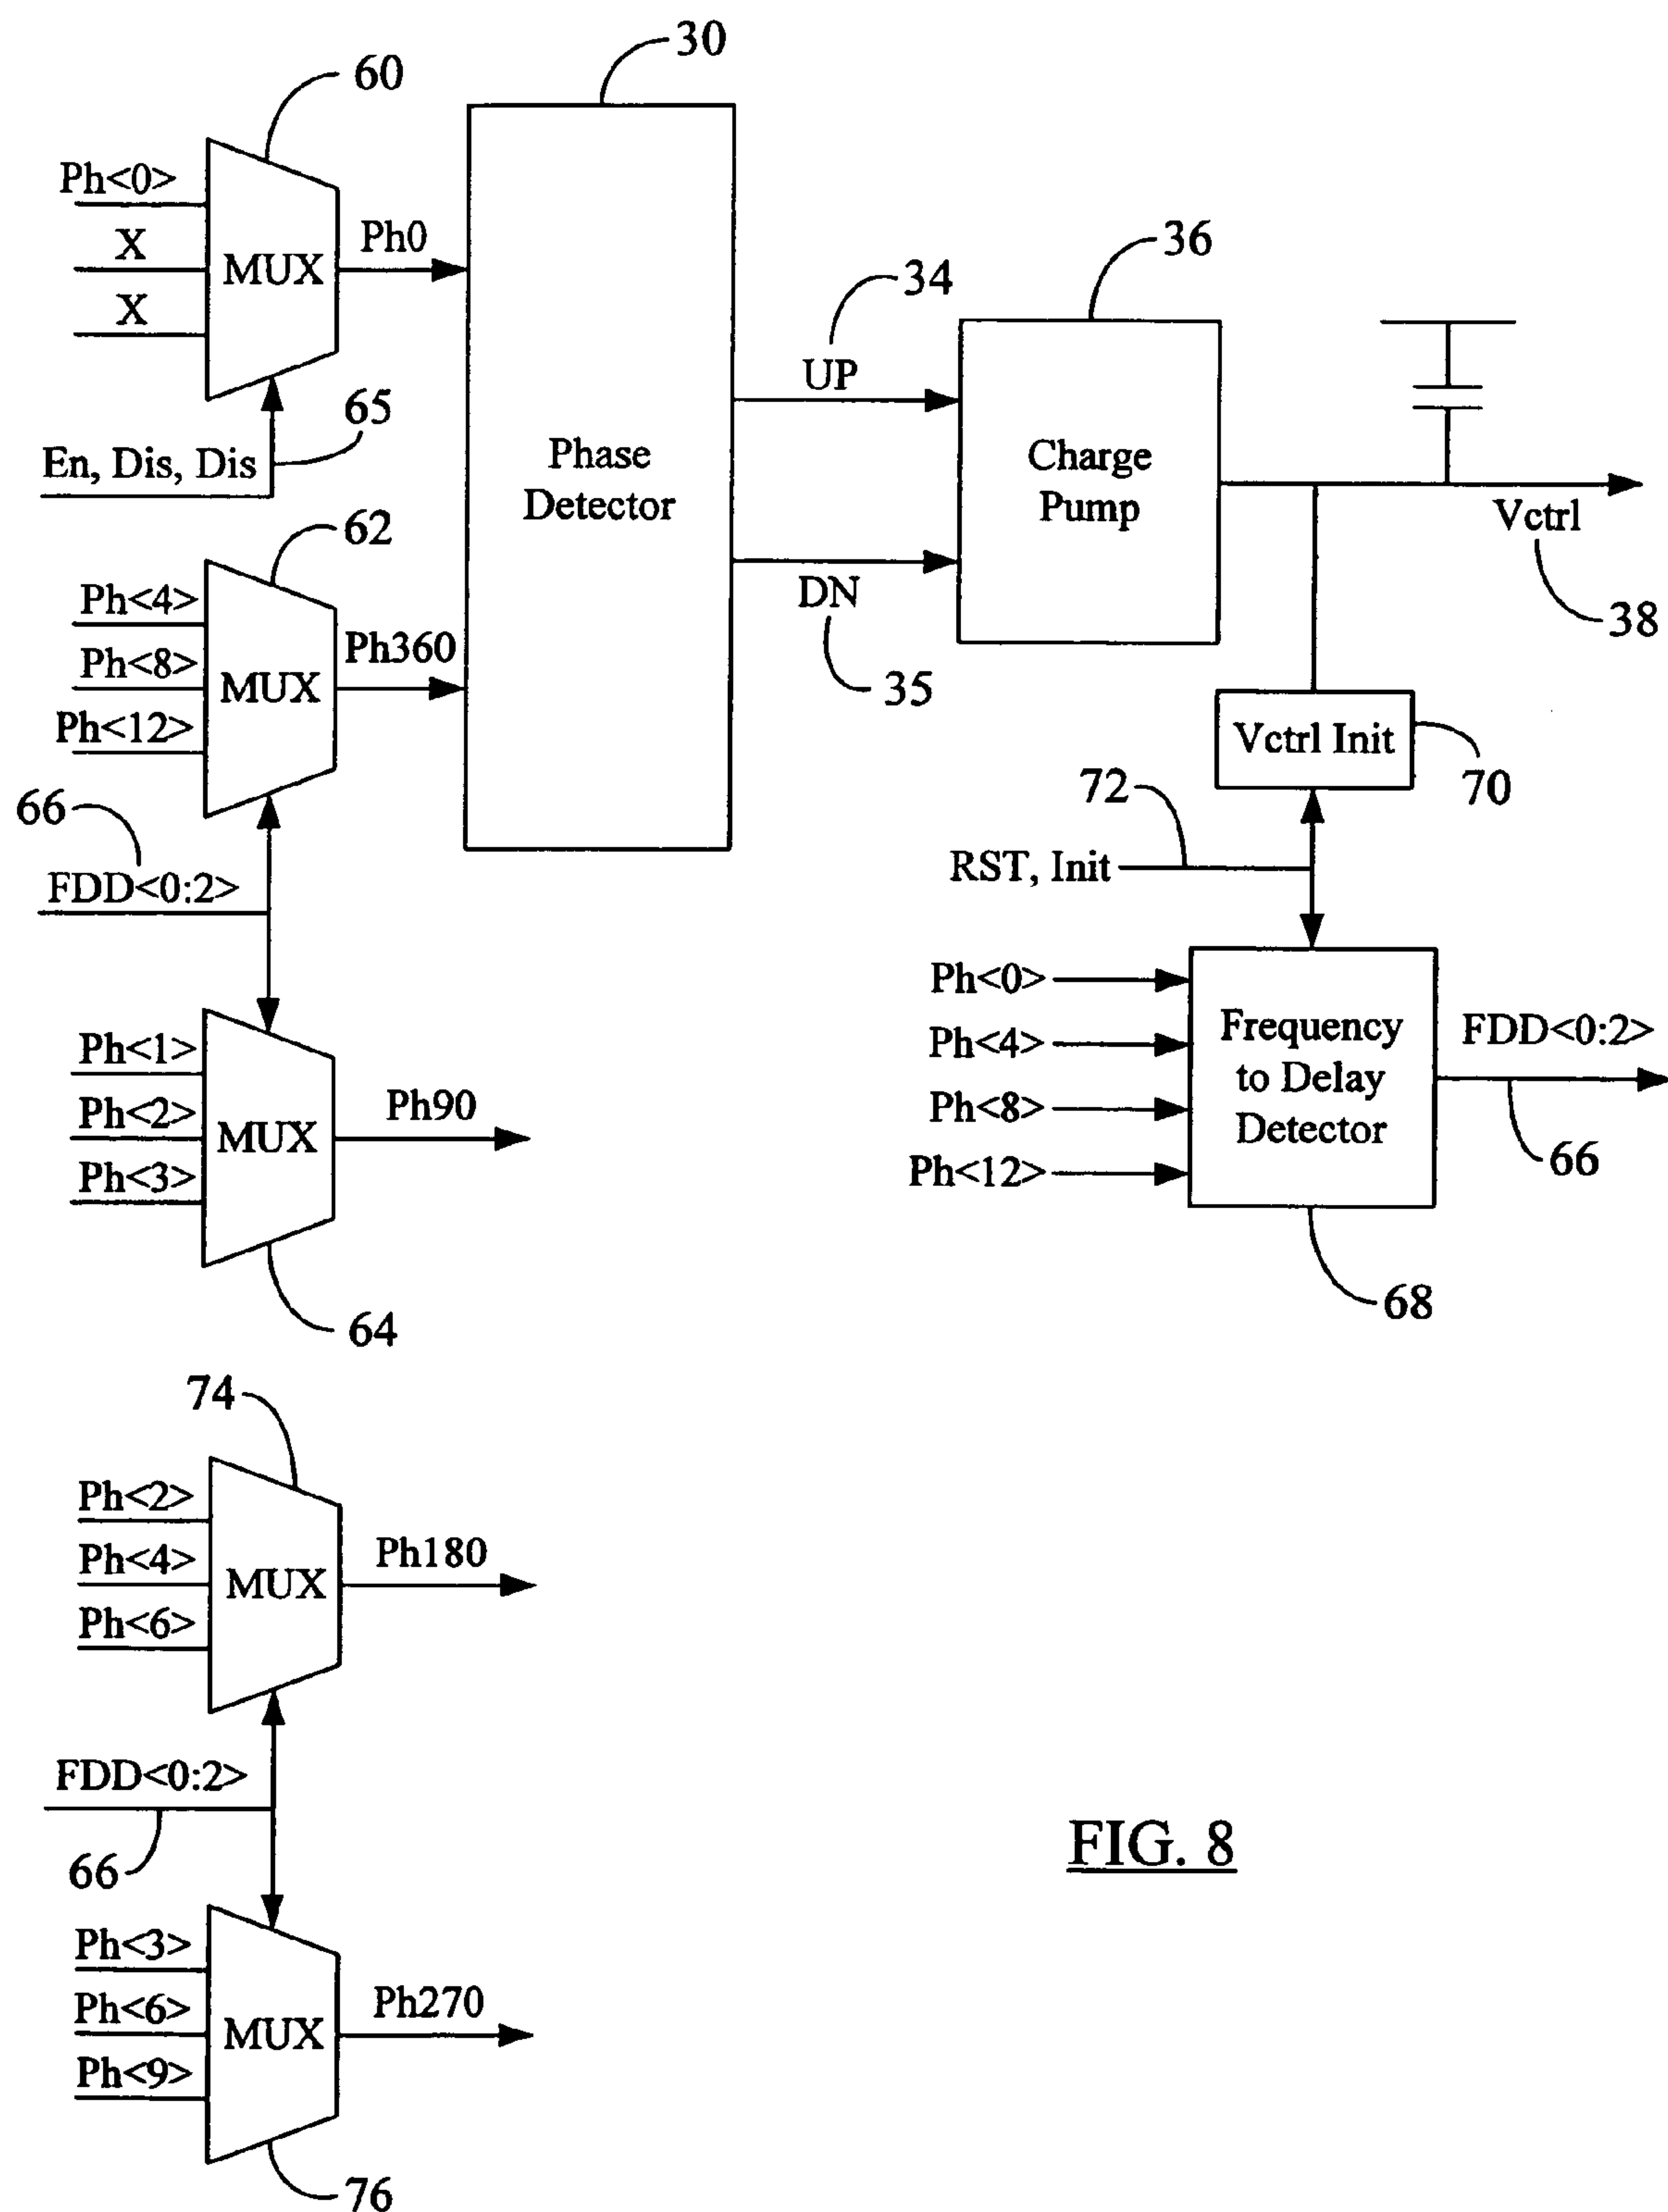 30
60
Ph<0>
X
X
MUX
Ph0
En, Dis, Dis
65
Phase
Detector
34
UP
DN
35
36
Charge
Pump
Vctrl
38
62
Ph<4>
Ph<8>
Ph<12>
MUX
Ph360
66
FDD<0:2>
Vctrl Init
70
72
RST, Init
Ph<1>
Ph<2>
Ph<3>
MUX
Ph90
64
Ph<0>
Ph<4>
Ph<8>
Ph<12>
Frequency
to Delay
Detector
FDD<0:2>
66
68
74
Ph<2>
Ph<4>
Ph<6>
MUX
Ph180
FDD<0:2>
66
Ph<3>
Ph<6>
Ph<9>
MUX
Ph270
76
FIG. 8